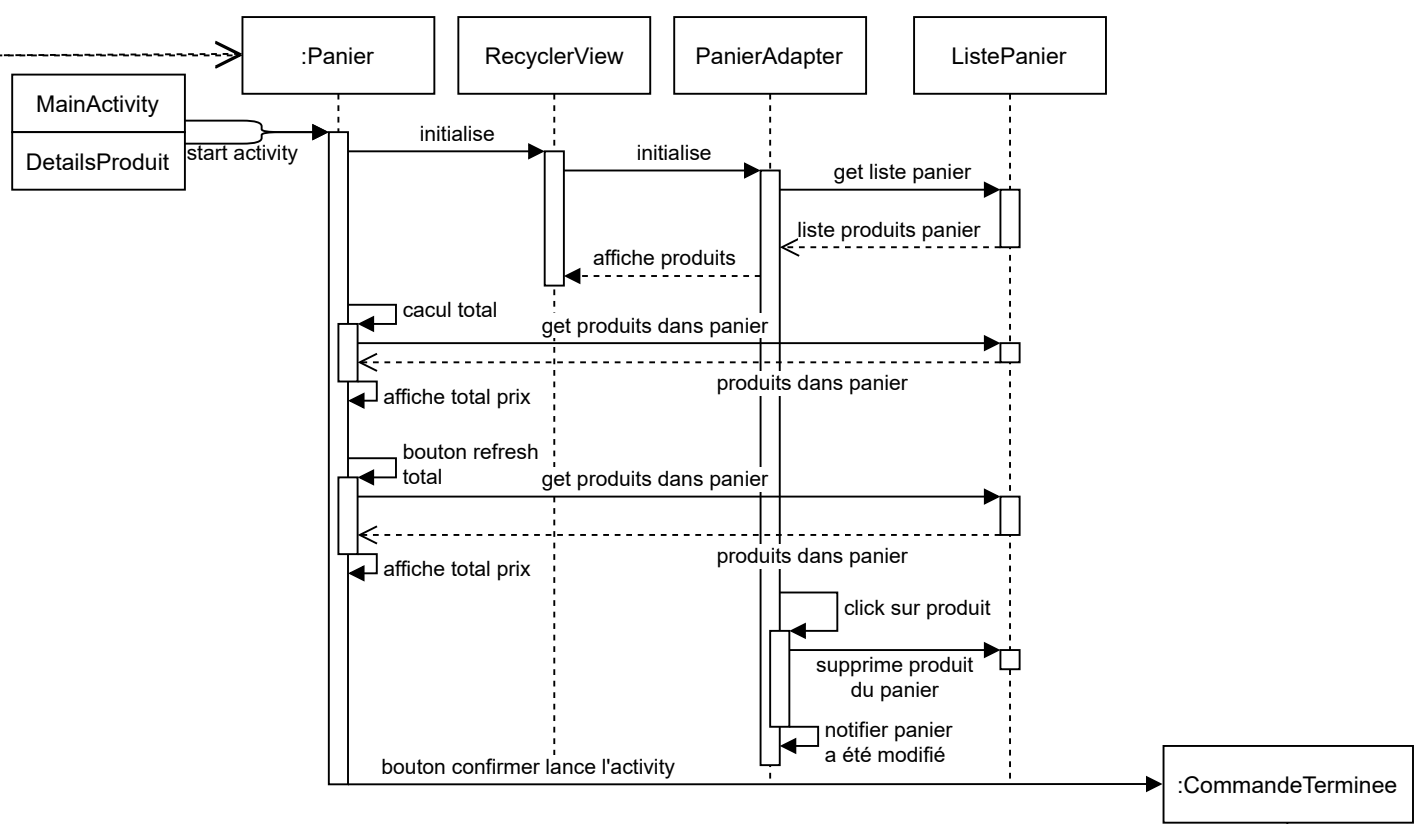 :Panier
RecyclerView
PanierAdapter
ListePanier
MainActivity
DetailsProduit
start activity
initialise
initialise
get liste panier
liste produits panier
affiche produits
cacul total
get produits dans panier
produits dans panier
affiche total prix
bouton refresh
total
get produits dans panier
produits dans panier
affiche total prix
click sur produit
supprime produit
du panier
notifier panier
a été modifié
bouton confirmer lance l'activity
:CommandeTerminee